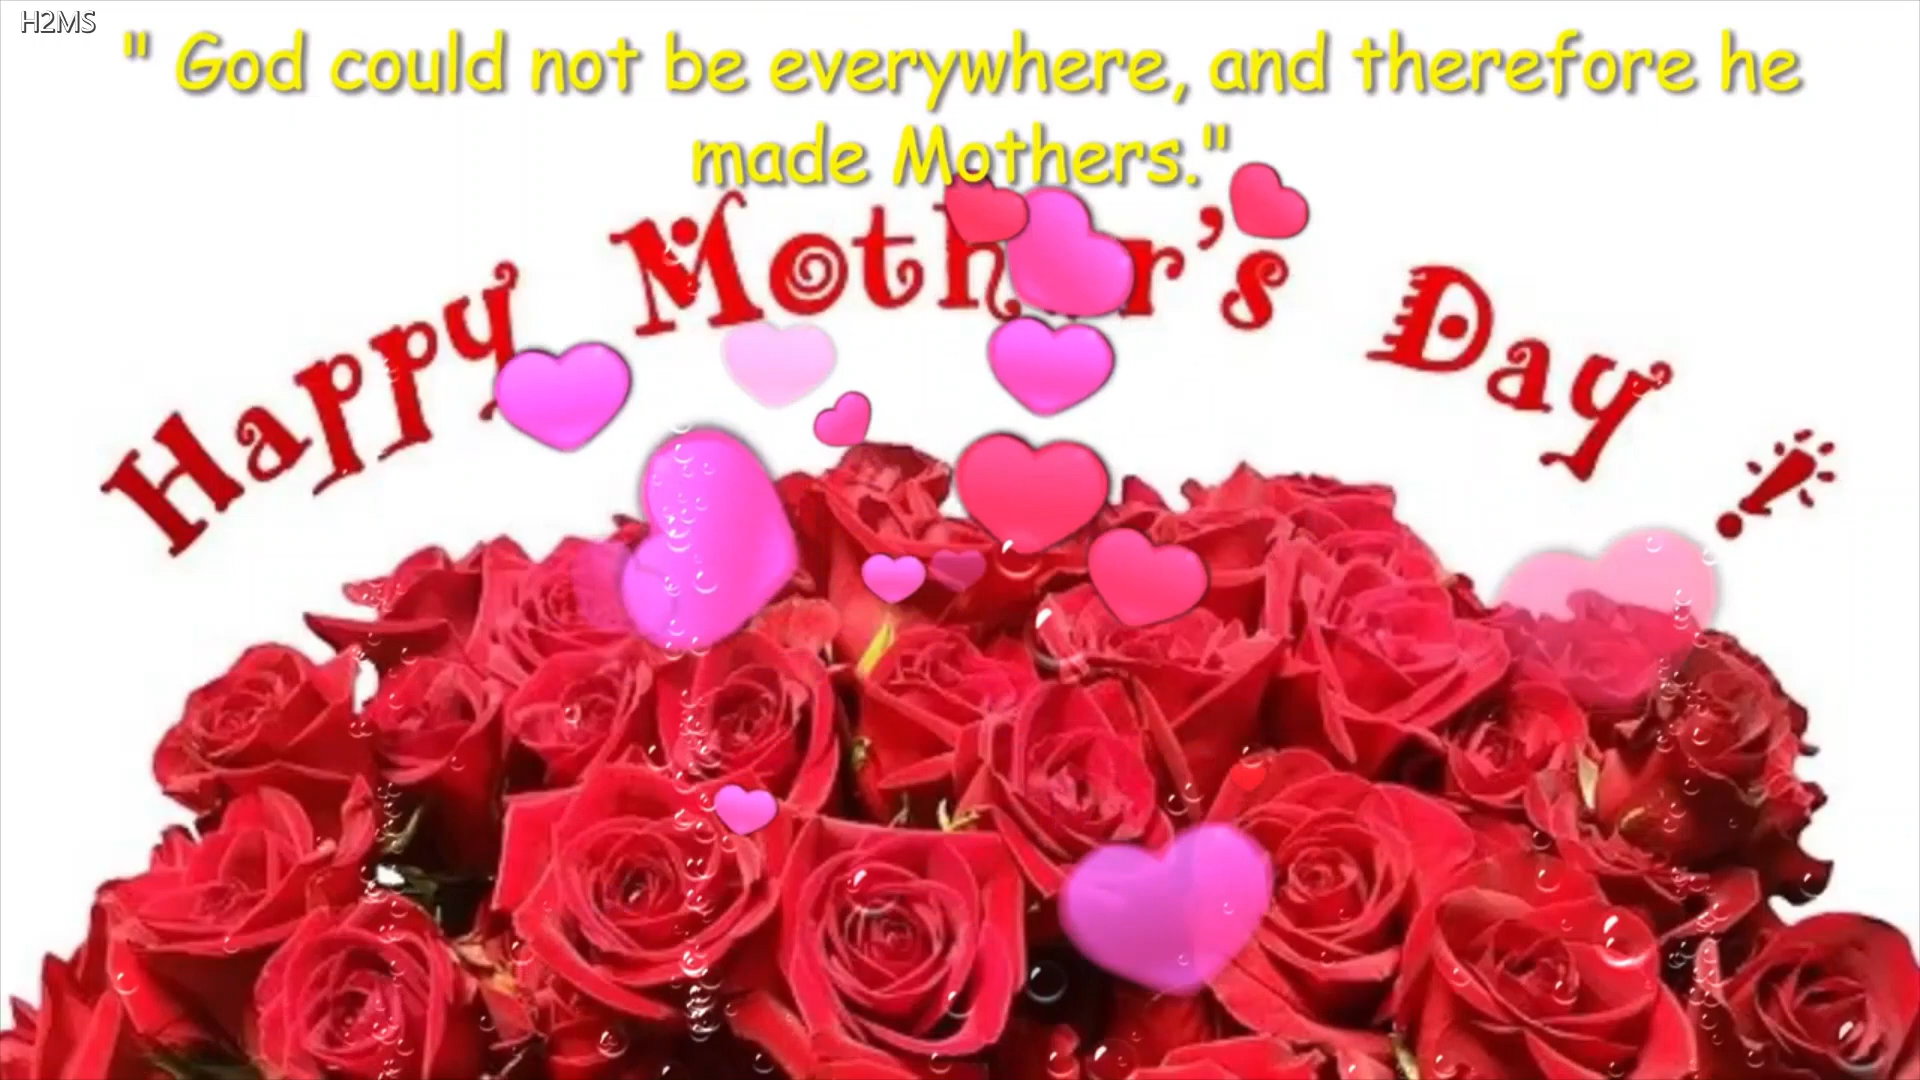 H2MS
" God could not be everywhere, and therefore he
made Mothers."
Happy Mother's Day !